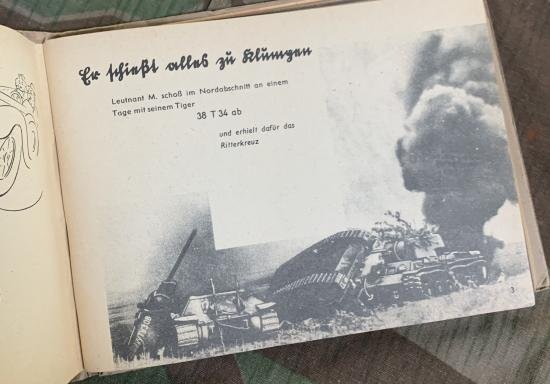 Er schießt alles zu Klumpen
Leutnant M. schoß im Nordabschnitt an einem
Tage mit seinem Tiger
38 T 34 ab
und erhielt dafür das
Ritterkreuz
3